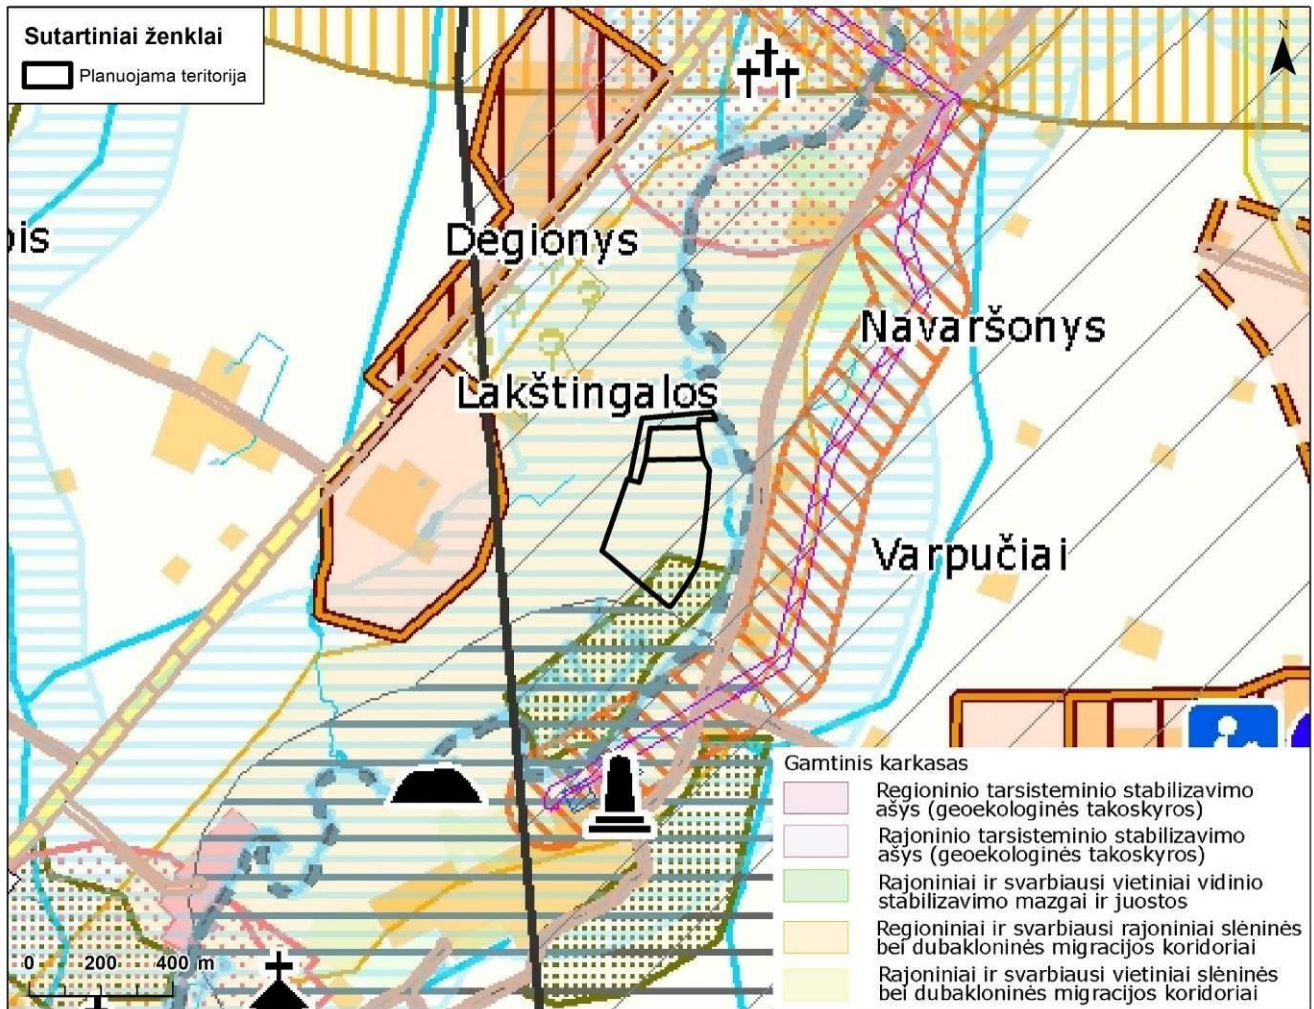 Sutartiniai ženklai
Planuojama teritorija
N
Degionys
Navaršonys
Lakštingalos
Varpučiai
0 200 400 m
Gamtinis karkasas
Regioninio tarsisteminio stabilizavimo
ašys (geoekologinės takoskyros)
Rajoninio tarsisteminio stabilizavimo
ašys (geoekologinės takoskyros)
Rajoniniai ir svarbiausi vietiniai vidinio
stabilizavimo mazgai ir juostos
Regioniniai ir svarbiausi rajoniniai slėninės
bei dubakloninės migracijos koridoriai
Rajoniniai ir svarbiausi vietiniai slėninės
bei dubakloninės migracijos koridoriai